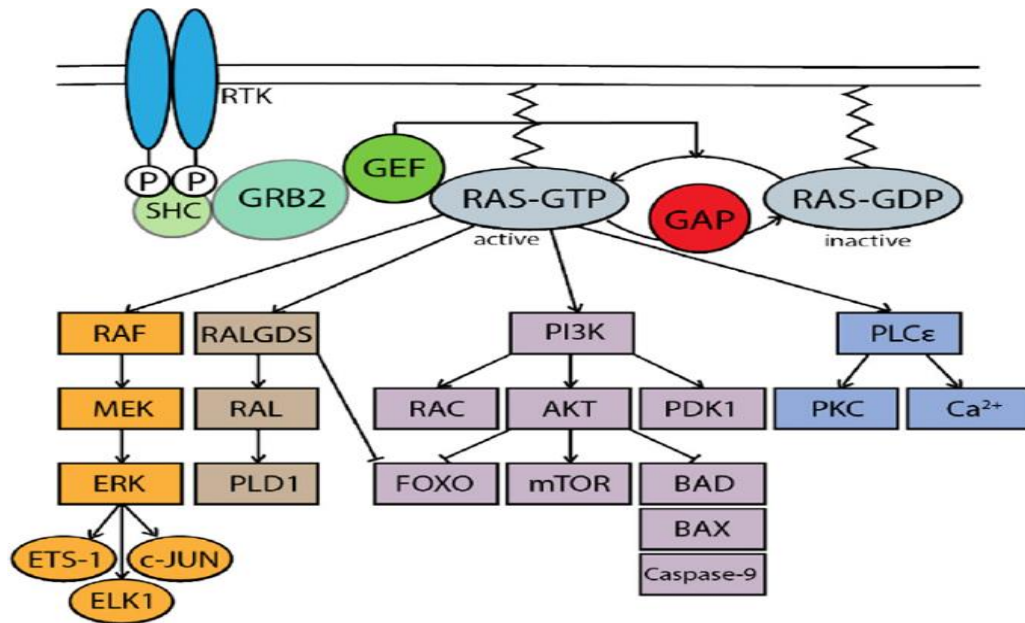 RTK
P
P
SHC
GRB2
GEF
RAS-GTP
active
GAP
RAS-GDP
inactive
RAF
RALGDS
PI3K
PLCε
MEK
RAL
RAC
AKT
PDK1
PKC
Ca²⁺
ERK
PLD1
FOXO
mTOR
BAD
BAX
Caspase-9
ETS-1
c-JUN
ELK1